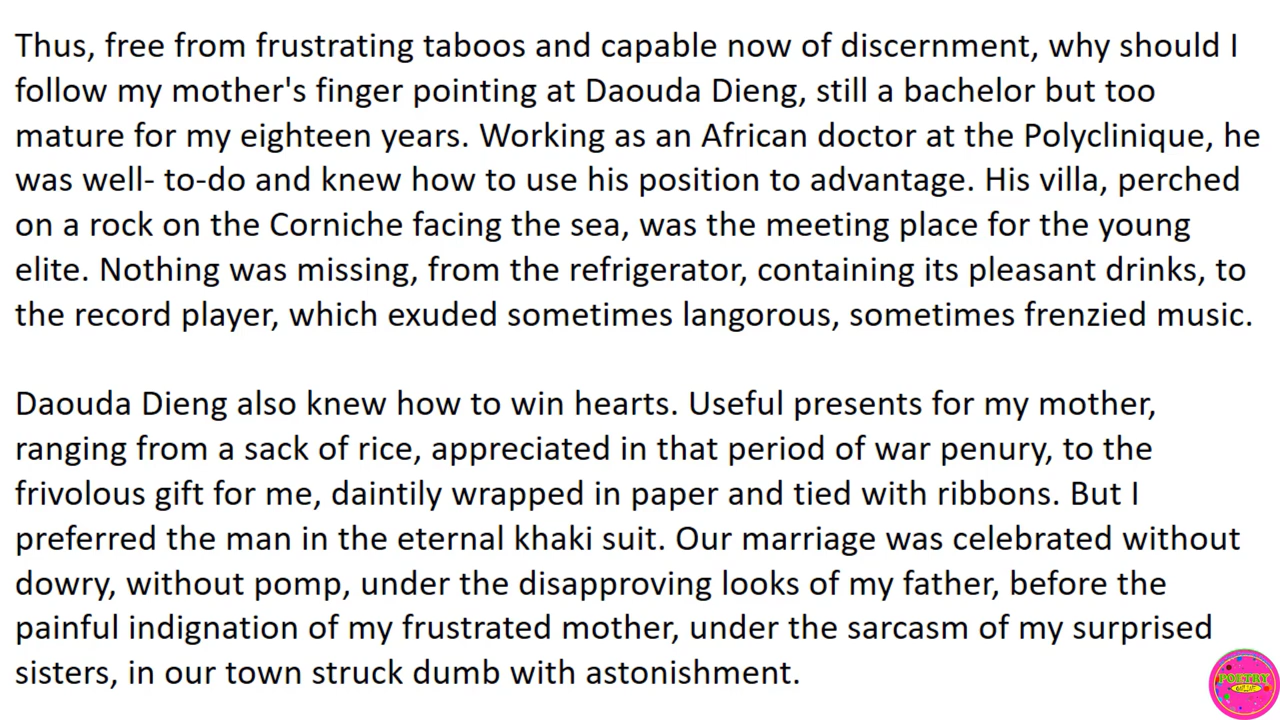 Thus, free from frustrating taboos and capable now of discernment, why should I
follow my mother's finger pointing at Daouda Dieng, still a bachelor but too
mature for my eighteen years. Working as an African doctor at the Polyclinique, he
was well- to-do and knew how to use his position to advantage. His villa, perched
on a rock on the Corniche facing the sea, was the meeting place for the young
elite. Nothing was missing, from the refrigerator, containing its pleasant drinks, to
the record player, which exuded sometimes langorous, sometimes frenzied music.
Daouda Dieng also knew how to win hearts. Useful presents for my mother,
ranging from a sack of rice, appreciated in that period of war penury, to the
frivolous gift for me, daintily wrapped in paper and tied with ribbons. But I
preferred the man in the eternal khaki suit. Our marriage was celebrated without
dowry, without pomp, under the disapproving looks of my father, before the
painful indignation of my frustrated mother, under the sarcasm of my surprised
sisters, in our town struck dumb with astonishment.
POETRY